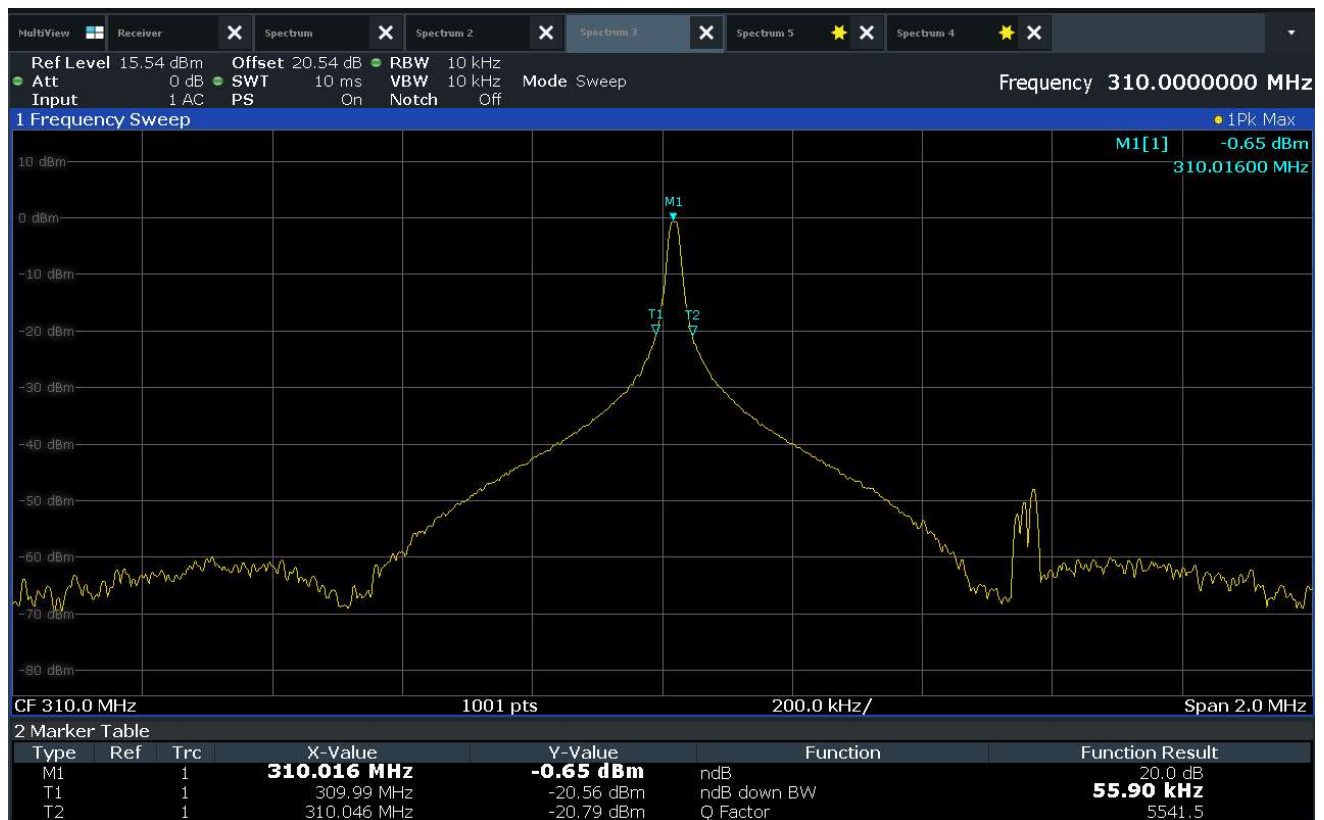 MultiView Receiver Spectrum Spectrum 2 Spectrum 3 Spectrum 5 Spectrum 4
Ref Level 15.54 dBm Offset 20.54 dB RBW 10 kHz
Att 0 dB SWT 10 ms VBW 10 kHz Mode Sweep Frequency 310.0000000 MHz
Input 1 AC PS On Notch Off
1 Frequency Sweep 1Pk Max
M1[1] -0.65 dBm
10 dBm
310.01600 MHz
M1
0 dBm
-10 dBm
T1 T2
-20 dBm
-30 dBm
-40 dBm
-50 dBm
-60 dBm
-70 dBm
-80 dBm
CF 310.0 MHz 1001 pts 200.0 kHz/ Span 2.0 MHz
2 Marker Table
Type Ref Trc X-Value Y-Value Function Function Result
M1 1 310.016 MHz -0.65 dBm ndB 20.0 dB
T1 1 309.99 MHz -20.56 dBm ndB down BW 55.90 kHz
T2 1 310.046 MHz -20.79 dBm Q Factor 5541.5